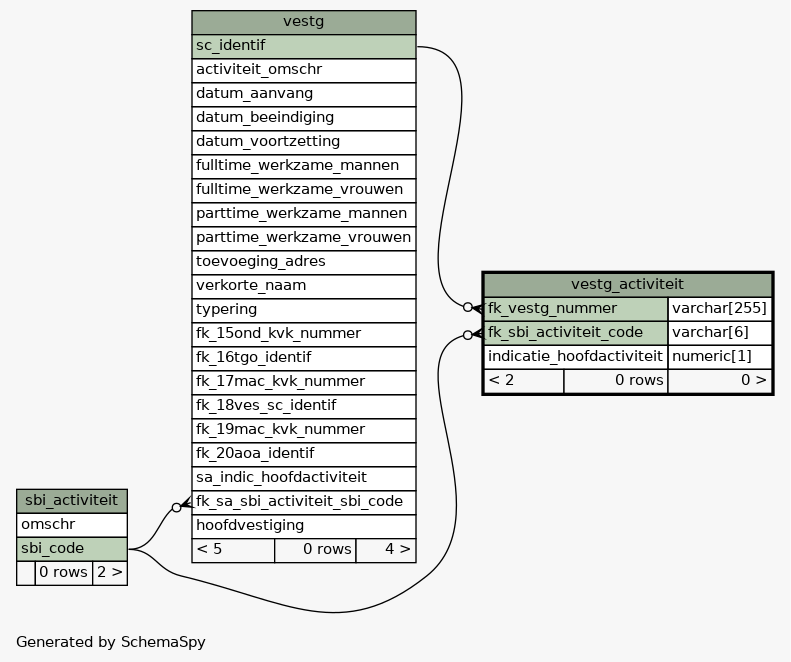 vestg
sc_identif
activiteit_omschr
datum_aanvang
datum_beeindiging
datum_voortzetting
fulltime_werkzame_mannen
fulltime_werkzame_vrouwen
parttime_werkzame_mannen
parttime_werkzame_vrouwen
toevoeging_adres
verkorte_naam
typering
fk_15ond_kvk_nummer
fk_16tgo_identif
fk_17mac_kvk_nummer
fk_18ves_sc_identif
fk_19mac_kvk_nummer
fk_20aoa_identif
sa_indic_hoofdactiviteit
fk_sa_sbi_activiteit_sbi_code
hoofdvestiging
< 5 0 rows 4 >
vestg_activiteit
fk_vestg_nummer varchar[255]
fk_sbi_activiteit_code varchar[6]
indicatie_hoofdactiviteit numeric[1]
< 2 0 rows 0 >
sbi_activiteit
omschr
sbi_code
0 rows 2 >
Generated by SchemaSpy